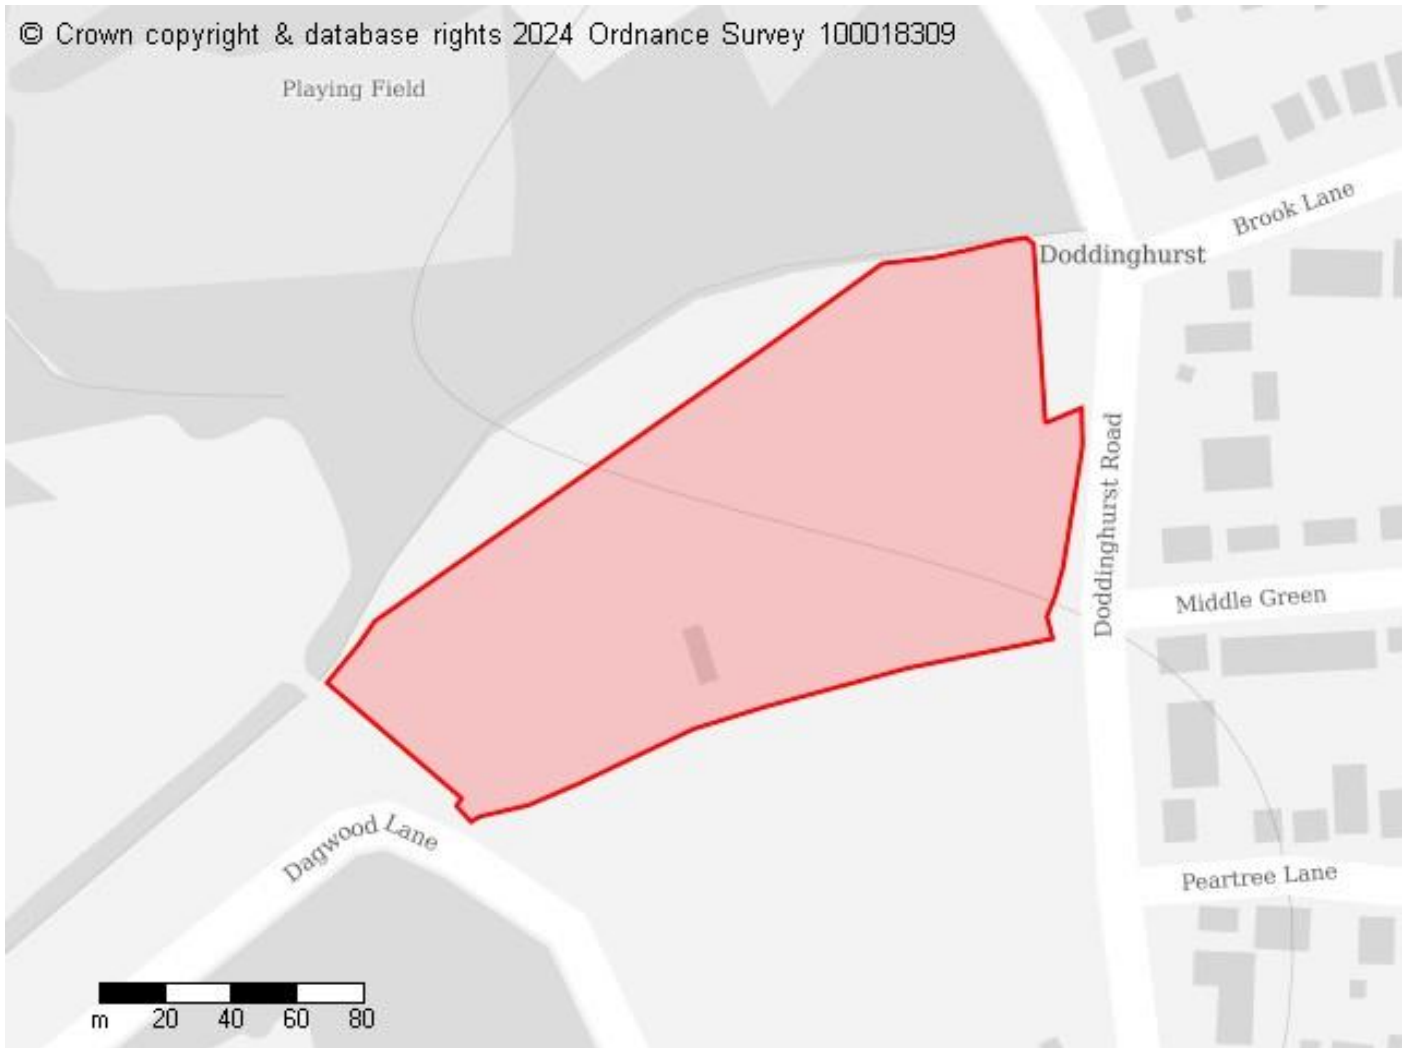 © Crown copyright & database rights 2024 Ordnance Survey 100018309
Playing Field
Brook Lane
Doddinghurst
Doddinghurst Road
Middle Green
Dagwood Lane
Peartree Lane
m 20 40 60 80